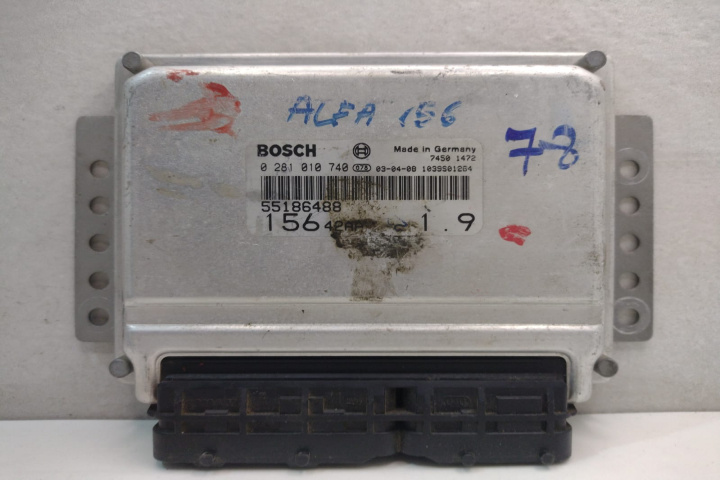 ALFA 156
BOSCH Made in Germany
7450 1472
0 281 010 740 03-04-08 1039S01264
55186488
156 1.9
78